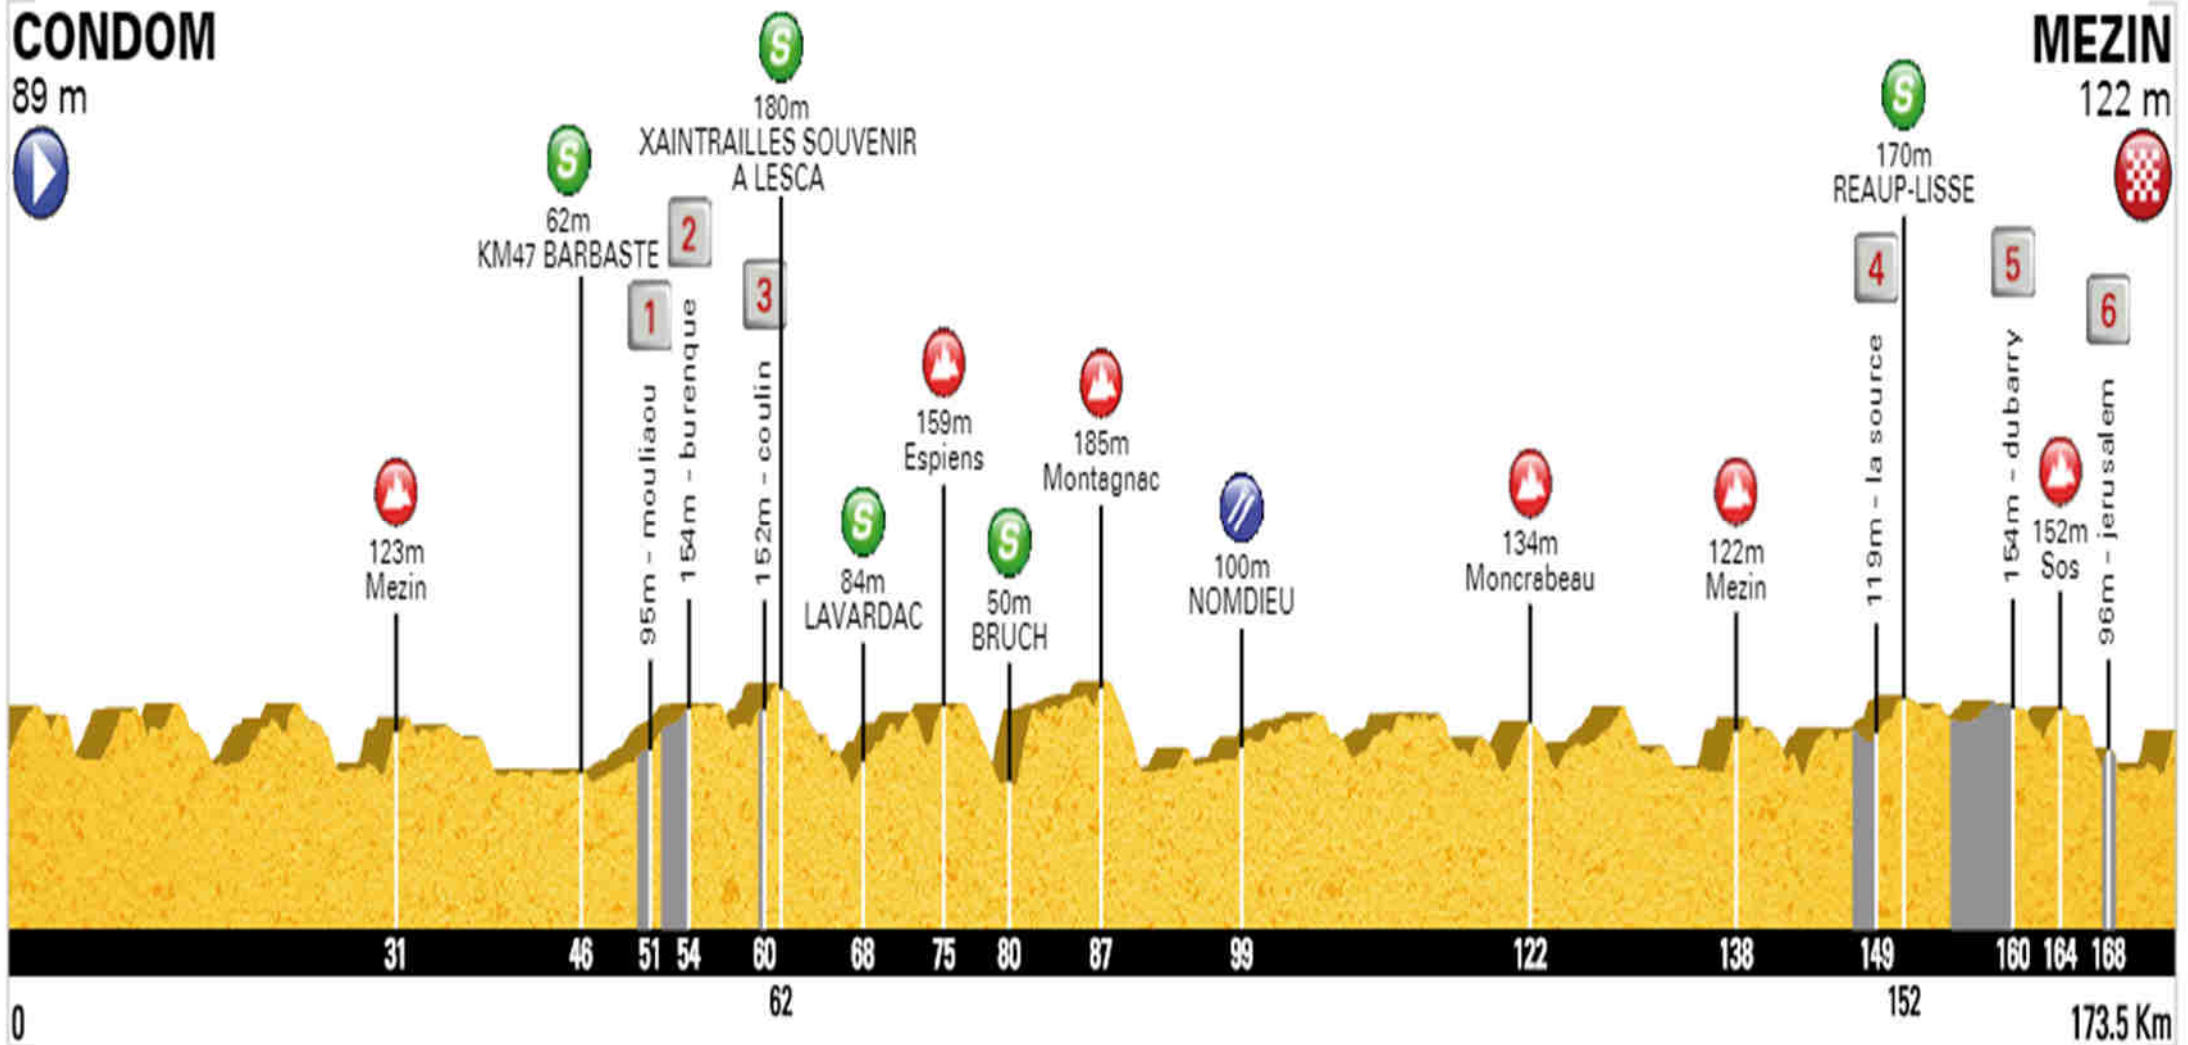 CONDOM
89 m
MEZIN
122 m
S
180m
XAINTRAILLES SOUVENIR
A LESCA
S
170m
REAUP-LISSE
S
62m
KM47 BARBASTE
1
2
3
4
5
6
95m - mouliaou
154m - burenque
152m - coulin
119m - la source
154m - dubarry
96m - jerusalem
123m
Mezin
S
84m
LAVARDAC
159m
Espiens
S
50m
BRUCH
185m
Montagnac
100m
NOMDIEU
134m
Moncrabeau
122m
Mezin
152m
Sos
31 46 51 54 60 68 75 80 87 99 122 138 149 160 164 168
62 152
0 173.5 Km